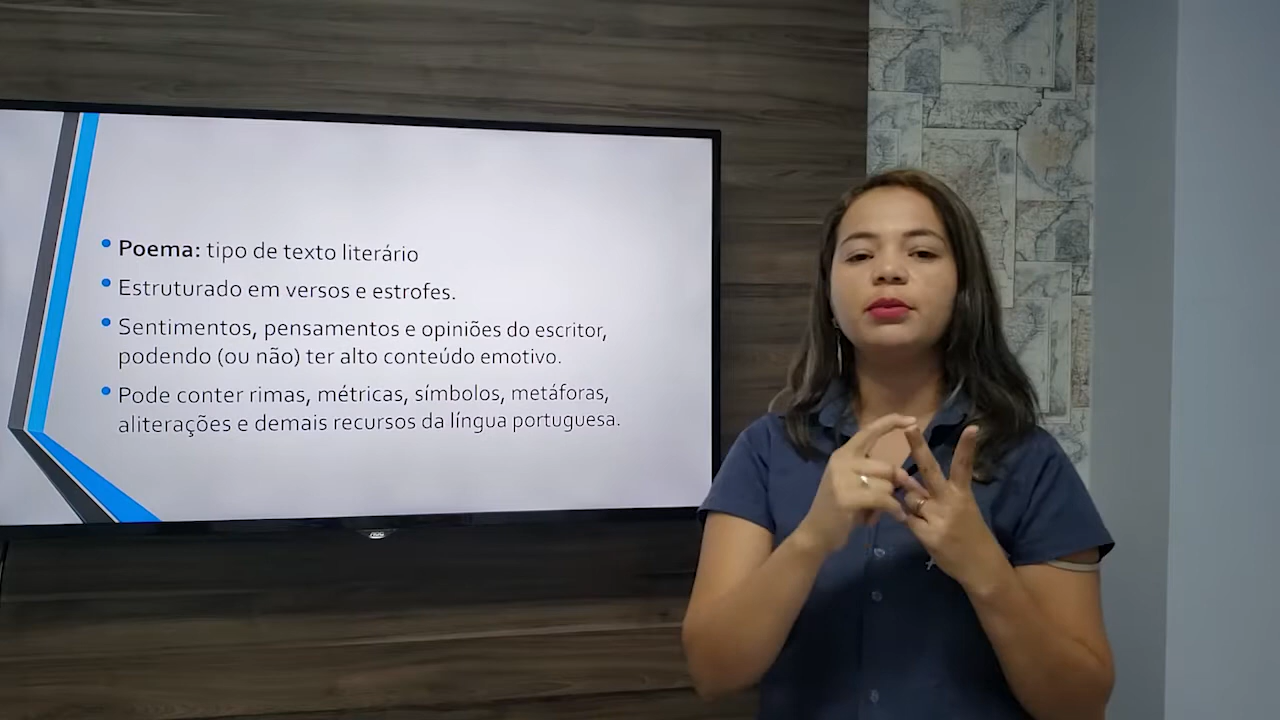 • Poema: tipo de texto literário
• Estruturado em versos e estrofes.
• Sentimentos, pensamentos e opiniões do escritor,
podendo (ou não) ter alto conteúdo emotivo.
• Pode conter rimas, métricas, símbolos, metáforas,
aliterações e demais recursos da língua portuguesa.